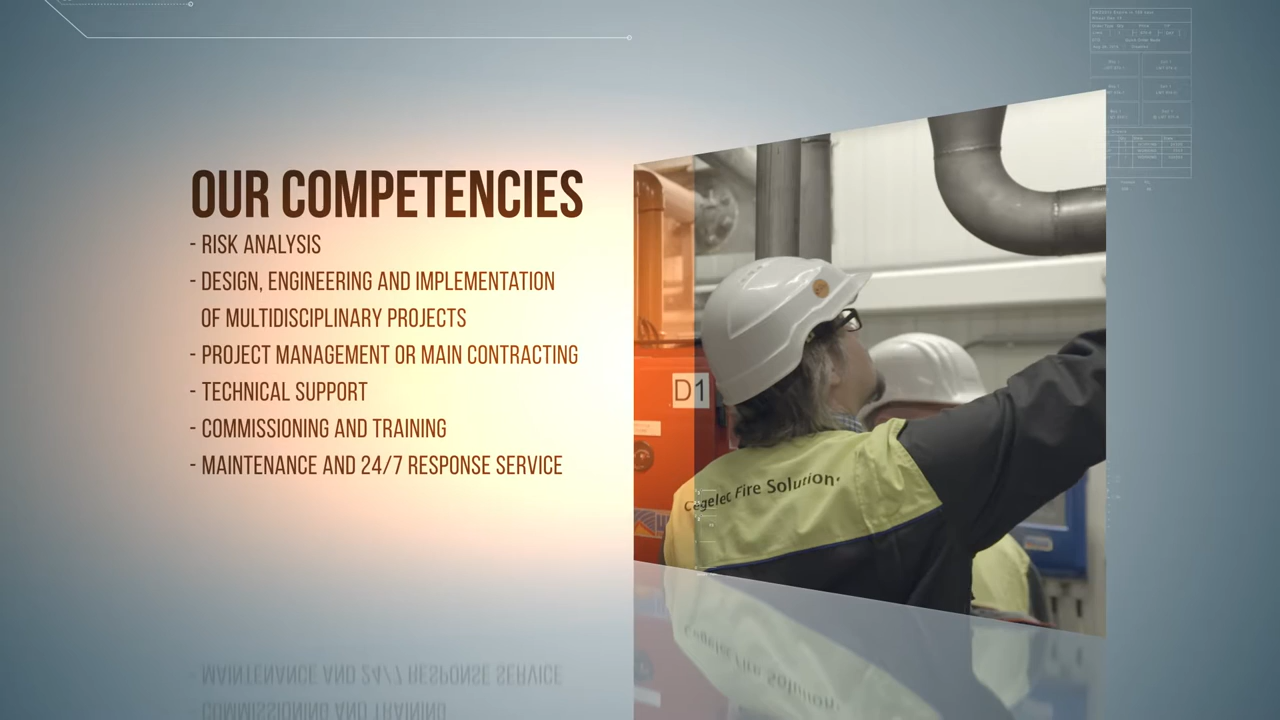 OUR COMPETENCIES
- RISK ANALYSIS
- DESIGN, ENGINEERING AND IMPLEMENTATION
OF MULTIDISCIPLINARY PROJECTS
- PROJECT MANAGEMENT OR MAIN CONTRACTING
- TECHNICAL SUPPORT
- COMMISSIONING AND TRAINING
- MAINTENANCE AND 24/7 RESPONSE SERVICE
D1
Cegelec Fire Solution